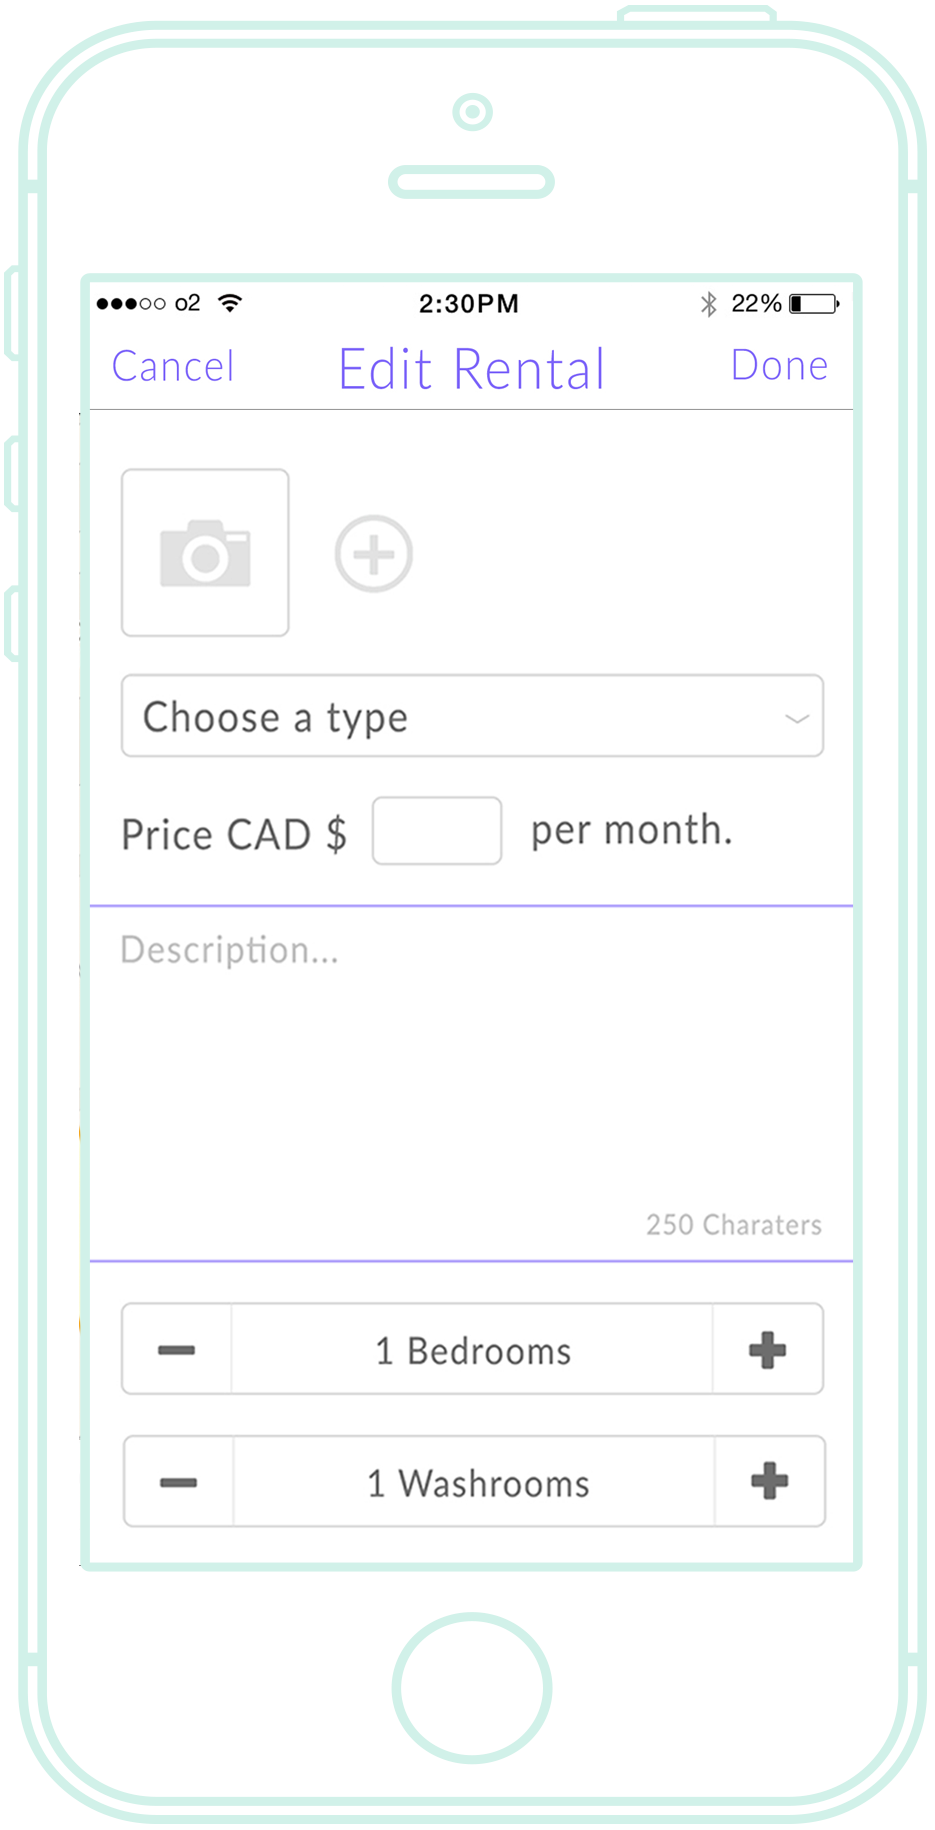 o2 2:30PM 22%
Cancel Edit Rental Done
Choose a type
Price CAD $ per month.
Description...
250 Charaters
1 Bedrooms
1 Washrooms